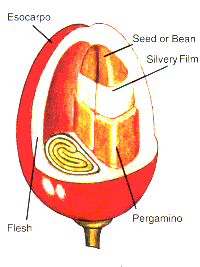 Esocarpo
Seed or Bean
Silvery Film
Flesh
Pergamino